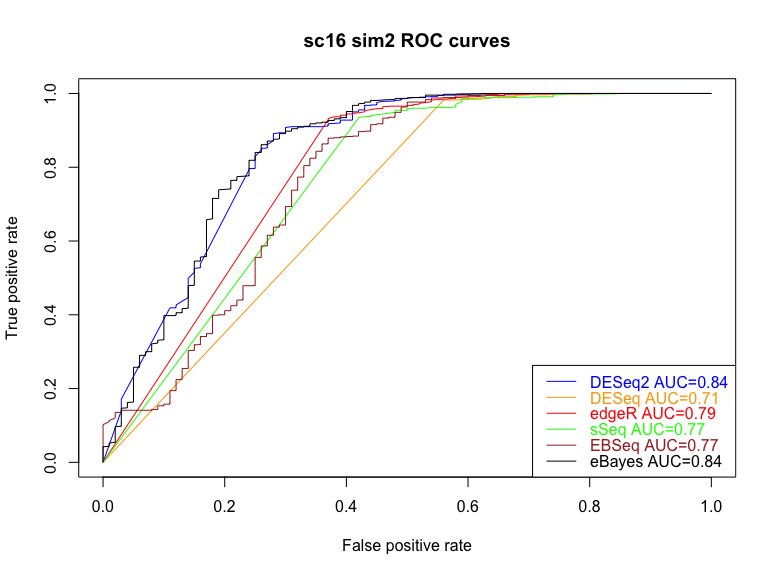 sc16 sim2 ROC curves
True positive rate
1.0
0.8
0.6
0.4
0.2
0.0
DESeq2 AUC=0.84
DESeq AUC=0.71
edgeR AUC=0.79
sSeq AUC=0.77
EBSeq AUC=0.77
eBayes AUC=0.84
0.0 0.2 0.4 0.6 0.8 1.0
False positive rate